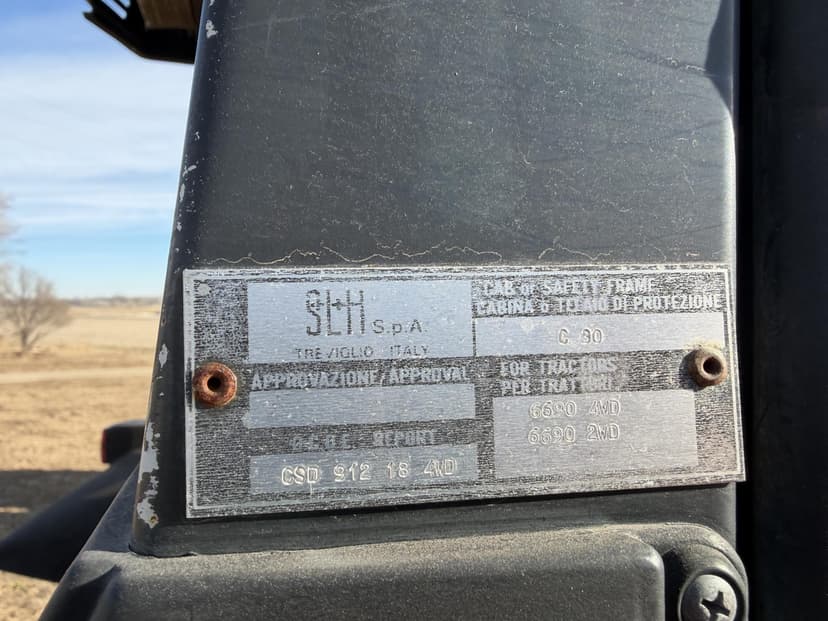 SLH S.p.A.
TREVIGLIO - ITALY
CAB or SAFETY FRAME
CABINA o TELAIO DI PROTEZIONE
C 90
APPROVAZIONE/APPROVAL
FOR TRACTORS
PER TRATTORI
6690 4WD
6690 2WD
O.C.D.E. REPORT
CSD 912 18 4WD